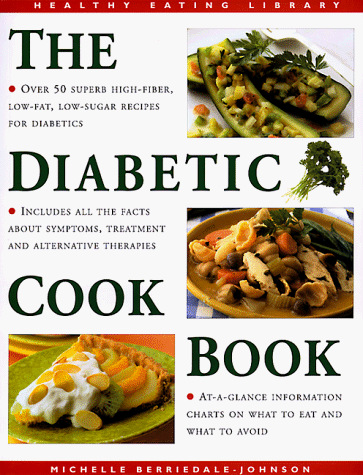 HEALTHY EATING LIBRARY
THE
• OVER 50 SUPERB HIGH-FIBER,
LOW-FAT, LOW-SUGAR RECIPES
FOR DIABETICS
DIABETIC
• INCLUDES ALL THE FACTS
ABOUT SYMPTOMS, TREATMENT
AND ALTERNATIVE THERAPIES
COOK
BOOK
• AT-A-GLANCE INFORMATION
CHARTS ON WHAT TO EAT AND
WHAT TO AVOID
MICHELLE BERRIEDALE-JOHNSON